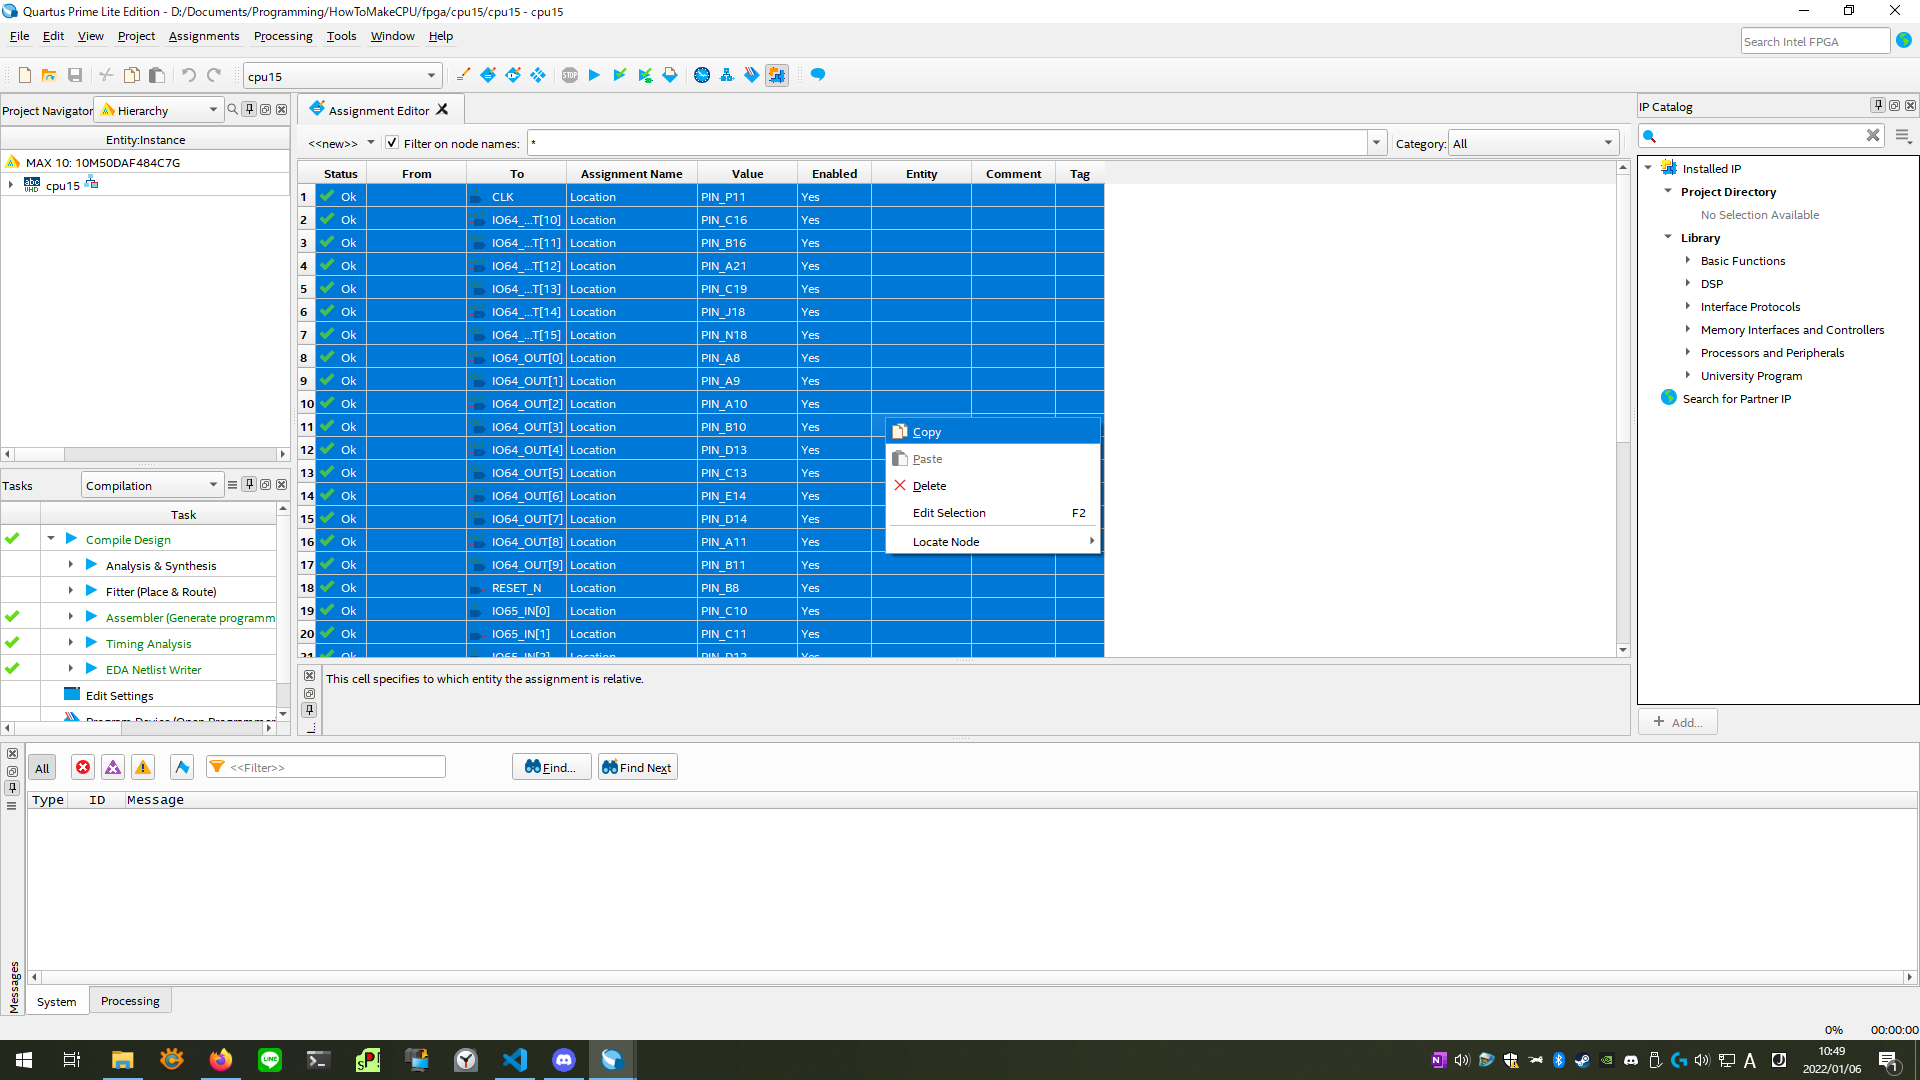 Quartus Prime Lite Edition - D:/Documents/Programming/HowToMakeCPU/fpga/cpu15/cpu15 - cpu15
File Edit View Project Assignments Processing Tools Window Help
Search Intel FPGA
cpu15
Project Navigator Hierarchy
Entity:Instance
MAX 10: 10M50DAF484C7G
cpu15
Assignment Editor
<<new>> Filter on node names: * Category: All
Status From To Assignment Name Value Enabled Entity Comment Tag
1 Ok CLK Location PIN_P11 Yes
2 Ok IO64_...T[10] Location PIN_C16 Yes
3 Ok IO64_...T[11] Location PIN_B16 Yes
4 Ok IO64_...T[12] Location PIN_A21 Yes
5 Ok IO64_...T[13] Location PIN_C19 Yes
6 Ok IO64_...T[14] Location PIN_J18 Yes
7 Ok IO64_...T[15] Location PIN_N18 Yes
8 Ok IO64_OUT[0] Location PIN_A8 Yes
9 Ok IO64_OUT[1] Location PIN_A9 Yes
10 Ok IO64_OUT[2] Location PIN_A10 Yes
11 Ok IO64_OUT[3] Location PIN_B10 Yes
12 Ok IO64_OUT[4] Location PIN_D13 Yes
13 Ok IO64_OUT[5] Location PIN_C13 Yes
14 Ok IO64_OUT[6] Location PIN_E14 Yes
15 Ok IO64_OUT[7] Location PIN_D14 Yes
16 Ok IO64_OUT[8] Location PIN_A11 Yes
17 Ok IO64_OUT[9] Location PIN_B11 Yes
18 Ok RESET_N Location PIN_B8 Yes
19 Ok IO65_IN[0] Location PIN_C10 Yes
20 Ok IO65_IN[1] Location PIN_C11 Yes
21 Ok IO65_IN[2] Location PIN_D12 Yes
Copy
Paste
Delete
Edit Selection F2
Locate Node
This cell specifies to which entity the assignment is relative.
IP Catalog
Installed IP
Project Directory
No Selection Available
Library
Basic Functions
DSP
Interface Protocols
Memory Interfaces and Controllers
Processors and Peripherals
University Program
Search for Partner IP
+ Add...
Tasks Compilation
Task
Compile Design
Analysis & Synthesis
Fitter (Place & Route)
Assembler (Generate programm
Timing Analysis
EDA Netlist Writer
Edit Settings
Program Device (Open Programmer)
All <<Filter>> Find... Find Next
Type ID Message
Messages
System Processing
0% 00:00:00
A
10:49
2022/01/06
1